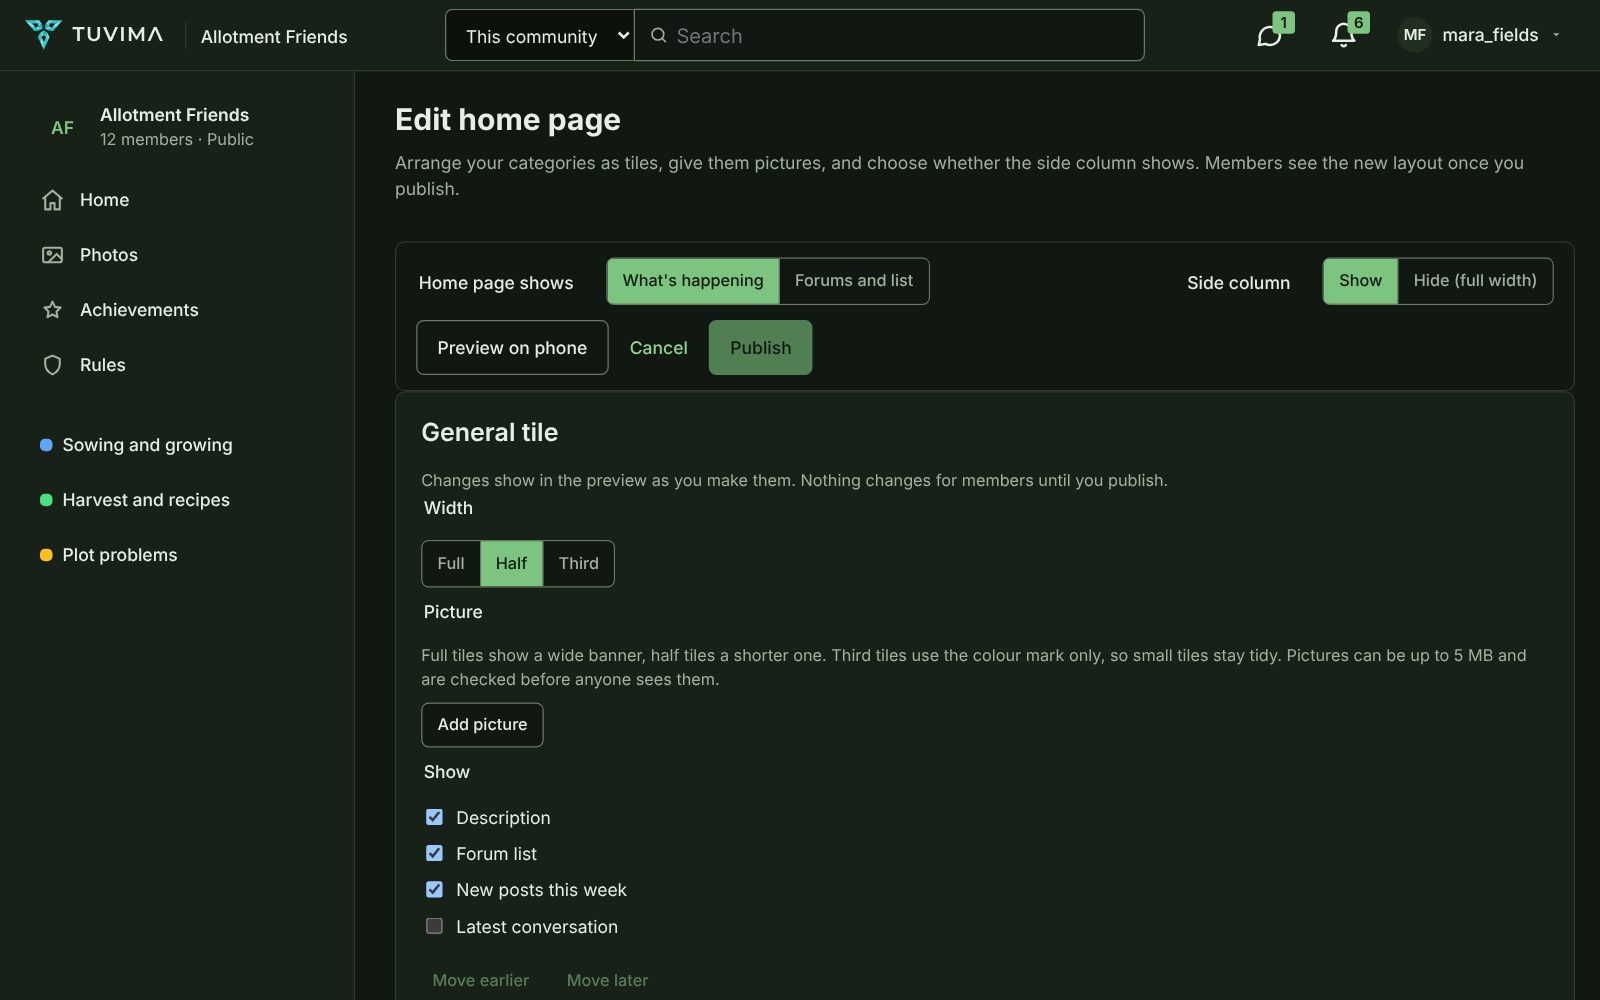 TUVIMA
Allotment Friends
This community
Search
1
6
MF
mara_fields
AF
Allotment Friends
12 members · Public
Home
Photos
Achievements
Rules
Sowing and growing
Harvest and recipes
Plot problems
Edit home page
Arrange your categories as tiles, give them pictures, and choose whether the side column shows. Members see the new layout once you
publish.
Home page shows
What's happening
Forums and list
Side column
Show
Hide (full width)
Preview on phone
Cancel
Publish
General tile
Changes show in the preview as you make them. Nothing changes for members until you publish.
Width
Full
Half
Third
Picture
Full tiles show a wide banner, half tiles a shorter one. Third tiles use the colour mark only, so small tiles stay tidy. Pictures can be up to 5 MB and
are checked before anyone sees them.
Add picture
Show
Description
Forum list
New posts this week
Latest conversation
Move earlier
Move later